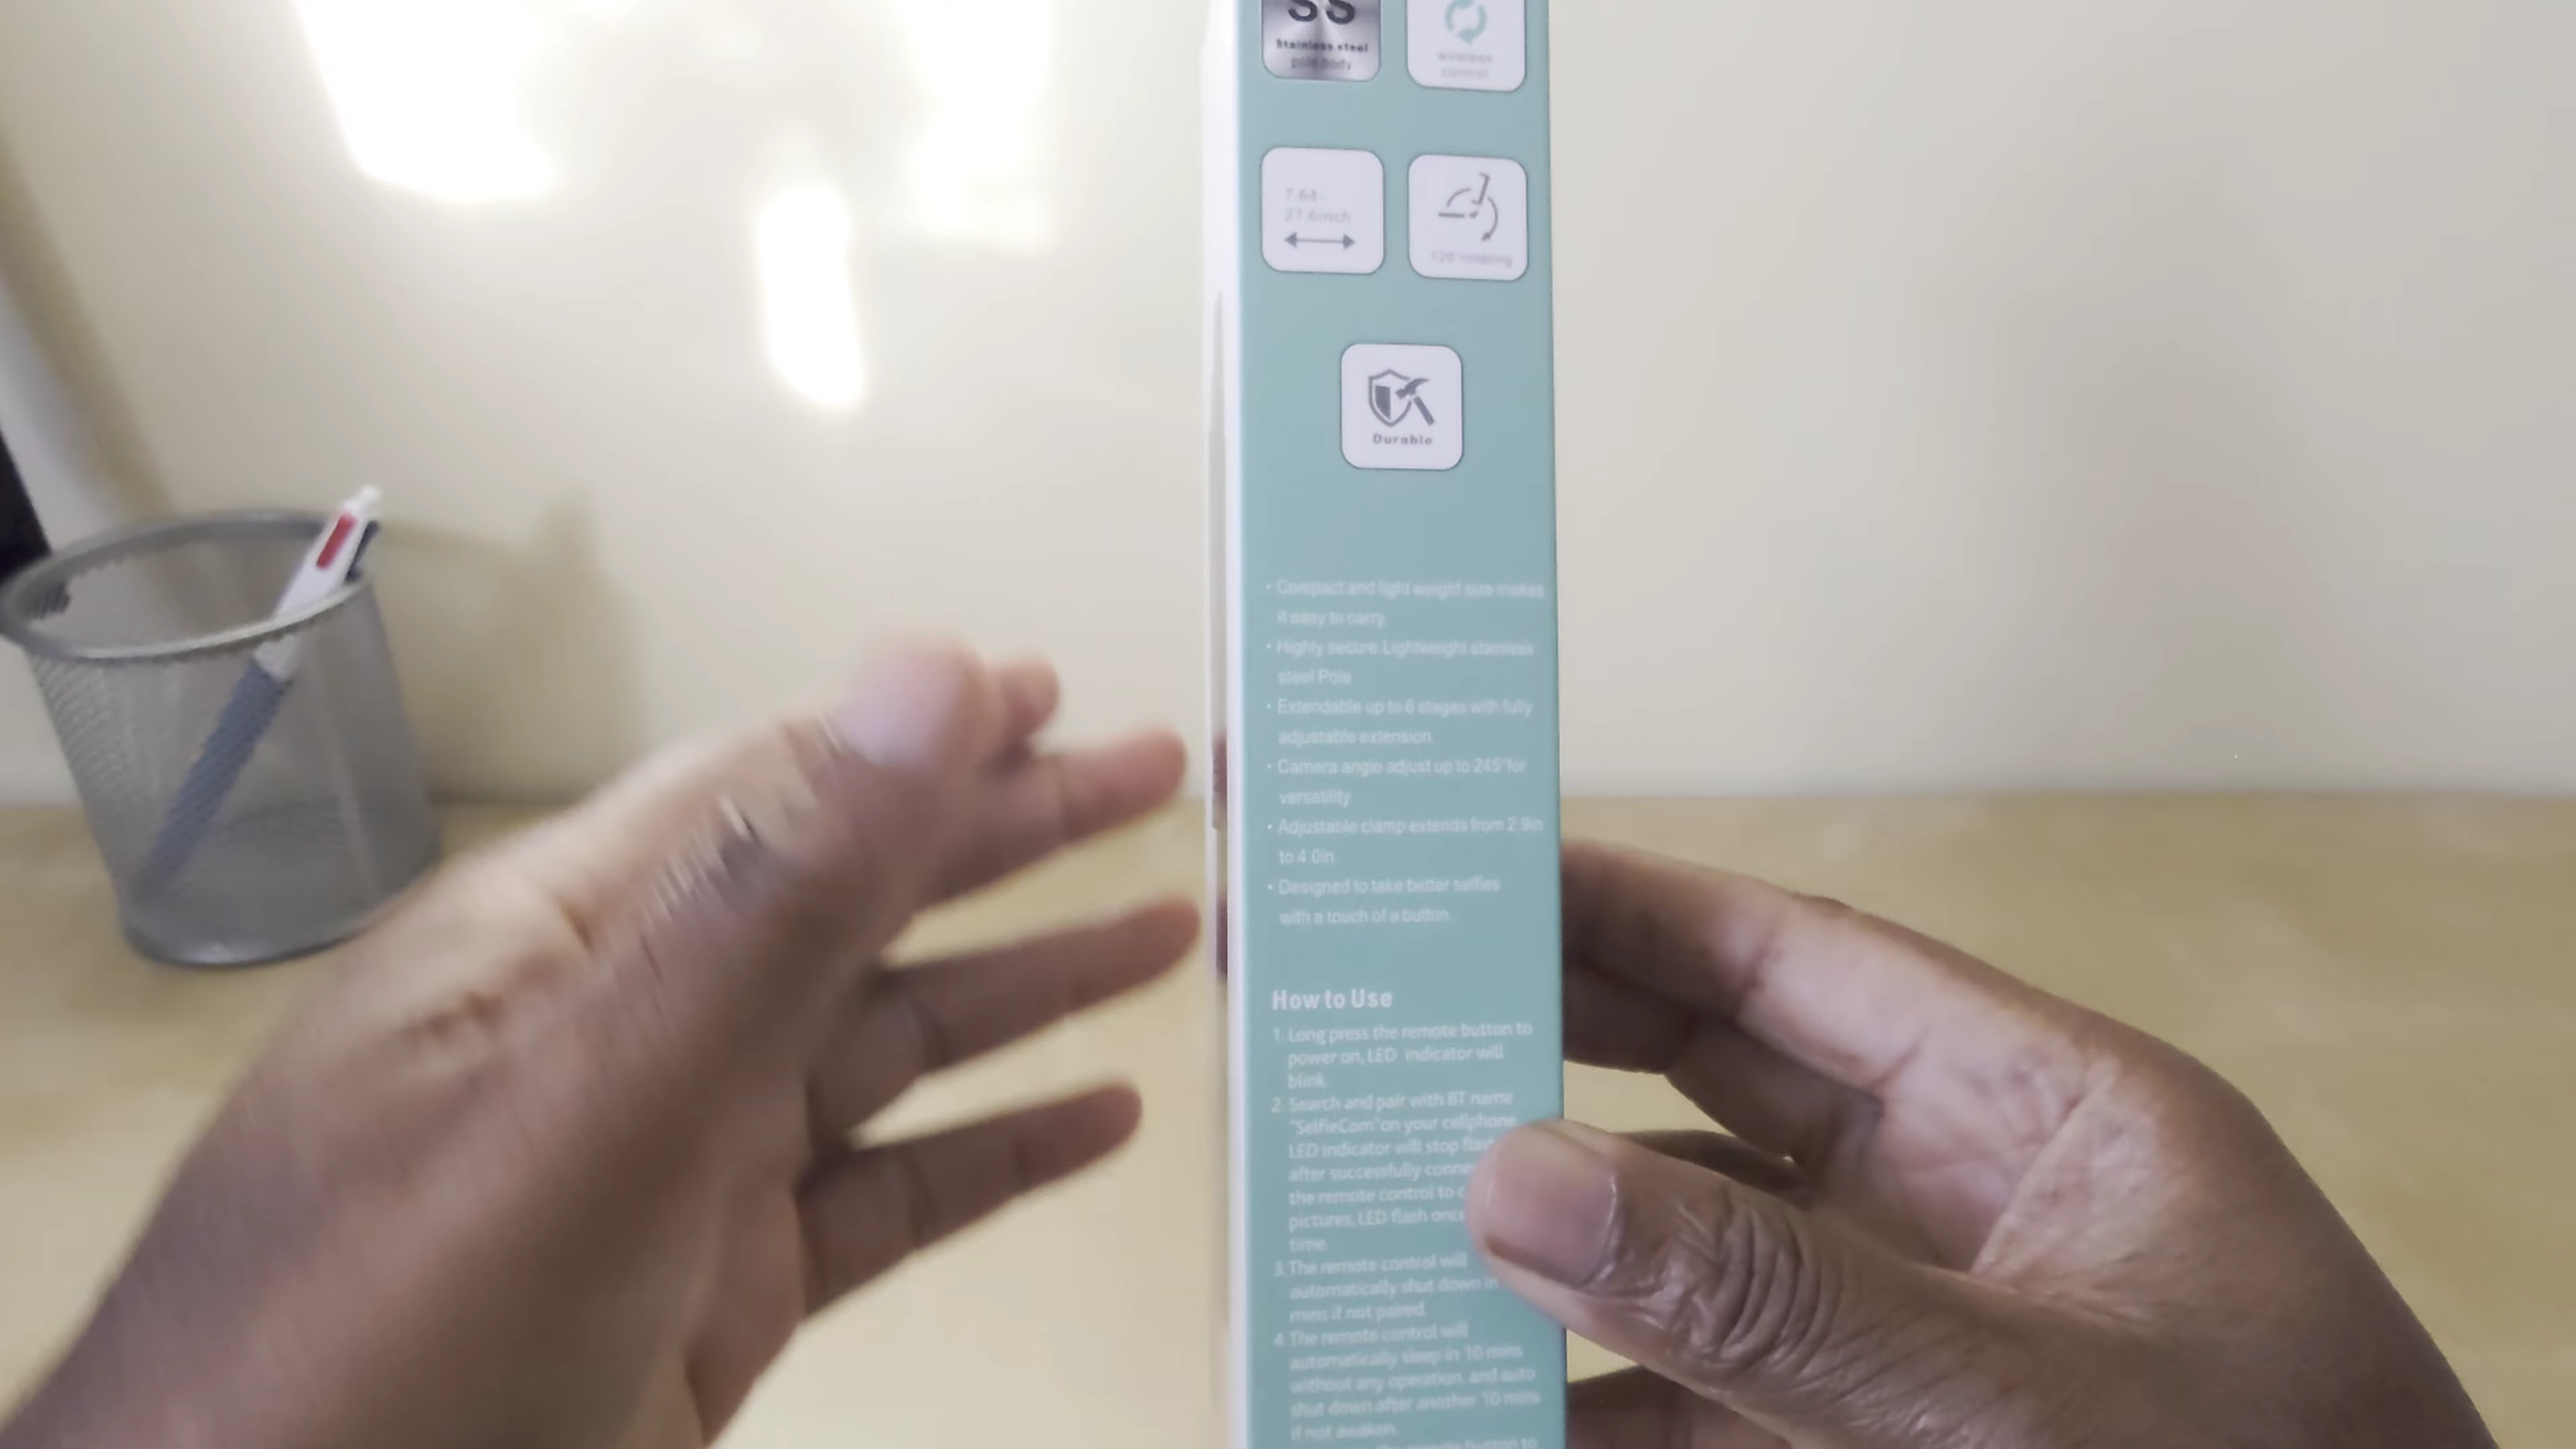 SS
Stainless steel
pole body
wireless
control
7.64-
27.6inch
120°rotating
Durable
• Compact and light weight size makes
it easy to carry.
• Highly secure Lightweight stainless
steel Pole
• Extendable up to 6 stages with fully
adjustable extension.
• Camera angle adjust up to 245° for
versatility
• Adjustable clamp extends from 2.9in
to 4.0in
• Designed to take better selfies
with a touch of a button.
How to Use
1. Long press the remote button to
power on, LED indicator will
blink.
2. Search and pair with BT name
"SelfieCom" on your cellphone
LED indicator will stop
after successfully
the remote control to
pictures, LED flash once
time.
3. The remote control will
automatically shut down
mins if not paired
4. The remote control will
automatically sleep in 10 mins
without any operation, and auto
shut down after another 10 mins
if not awaken.
remote button to